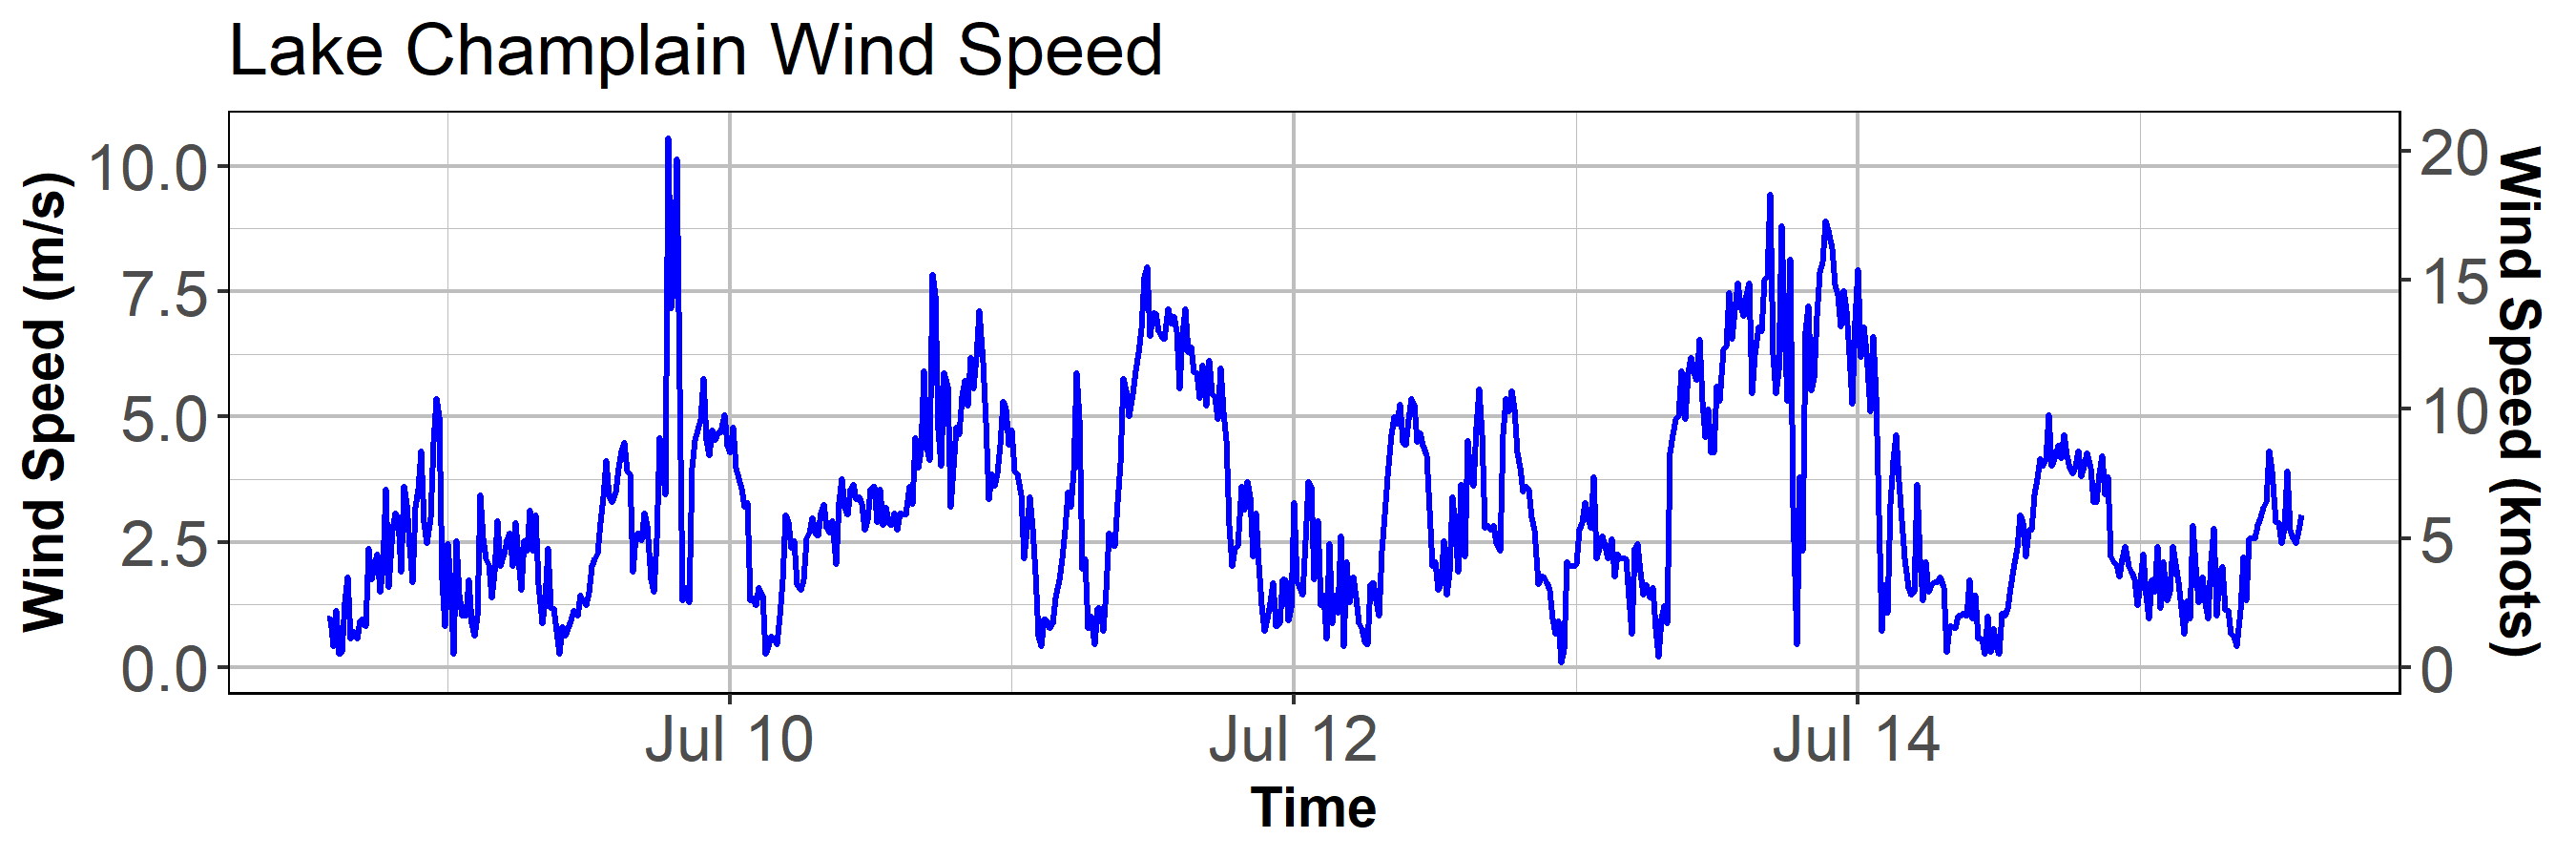 Lake Champlain Wind Speed
Wind Speed (m/s)
10.0
7.5
5.0
2.5
0.0
20
15
10
5
0
Wind Speed (knots)
Jul 10 Jul 12 Jul 14
Time